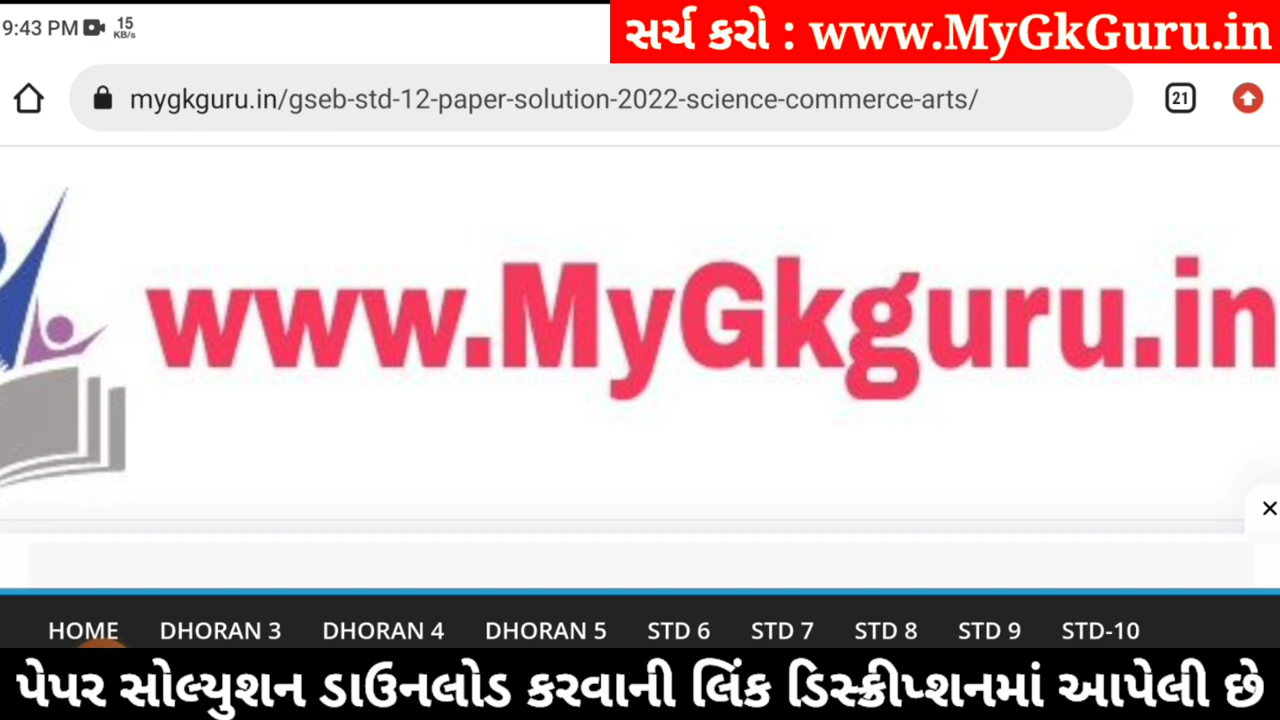 9:43 PM 15 KB/s
સર્ચ કરો : www.MyGkGuru.in
mygkguru.in/gseb-std-12-paper-solution-2022-science-commerce-arts/
21
www.MyGkguru.in
HOME DHORAN 3 DHORAN 4 DHORAN 5 STD 6 STD 7 STD 8 STD 9 STD-10
પેપર સોલ્યુશન ડાઉનલોડ કરવાની લિંક ડિસ્ક્રીપ્શનમાં આપેલી છે